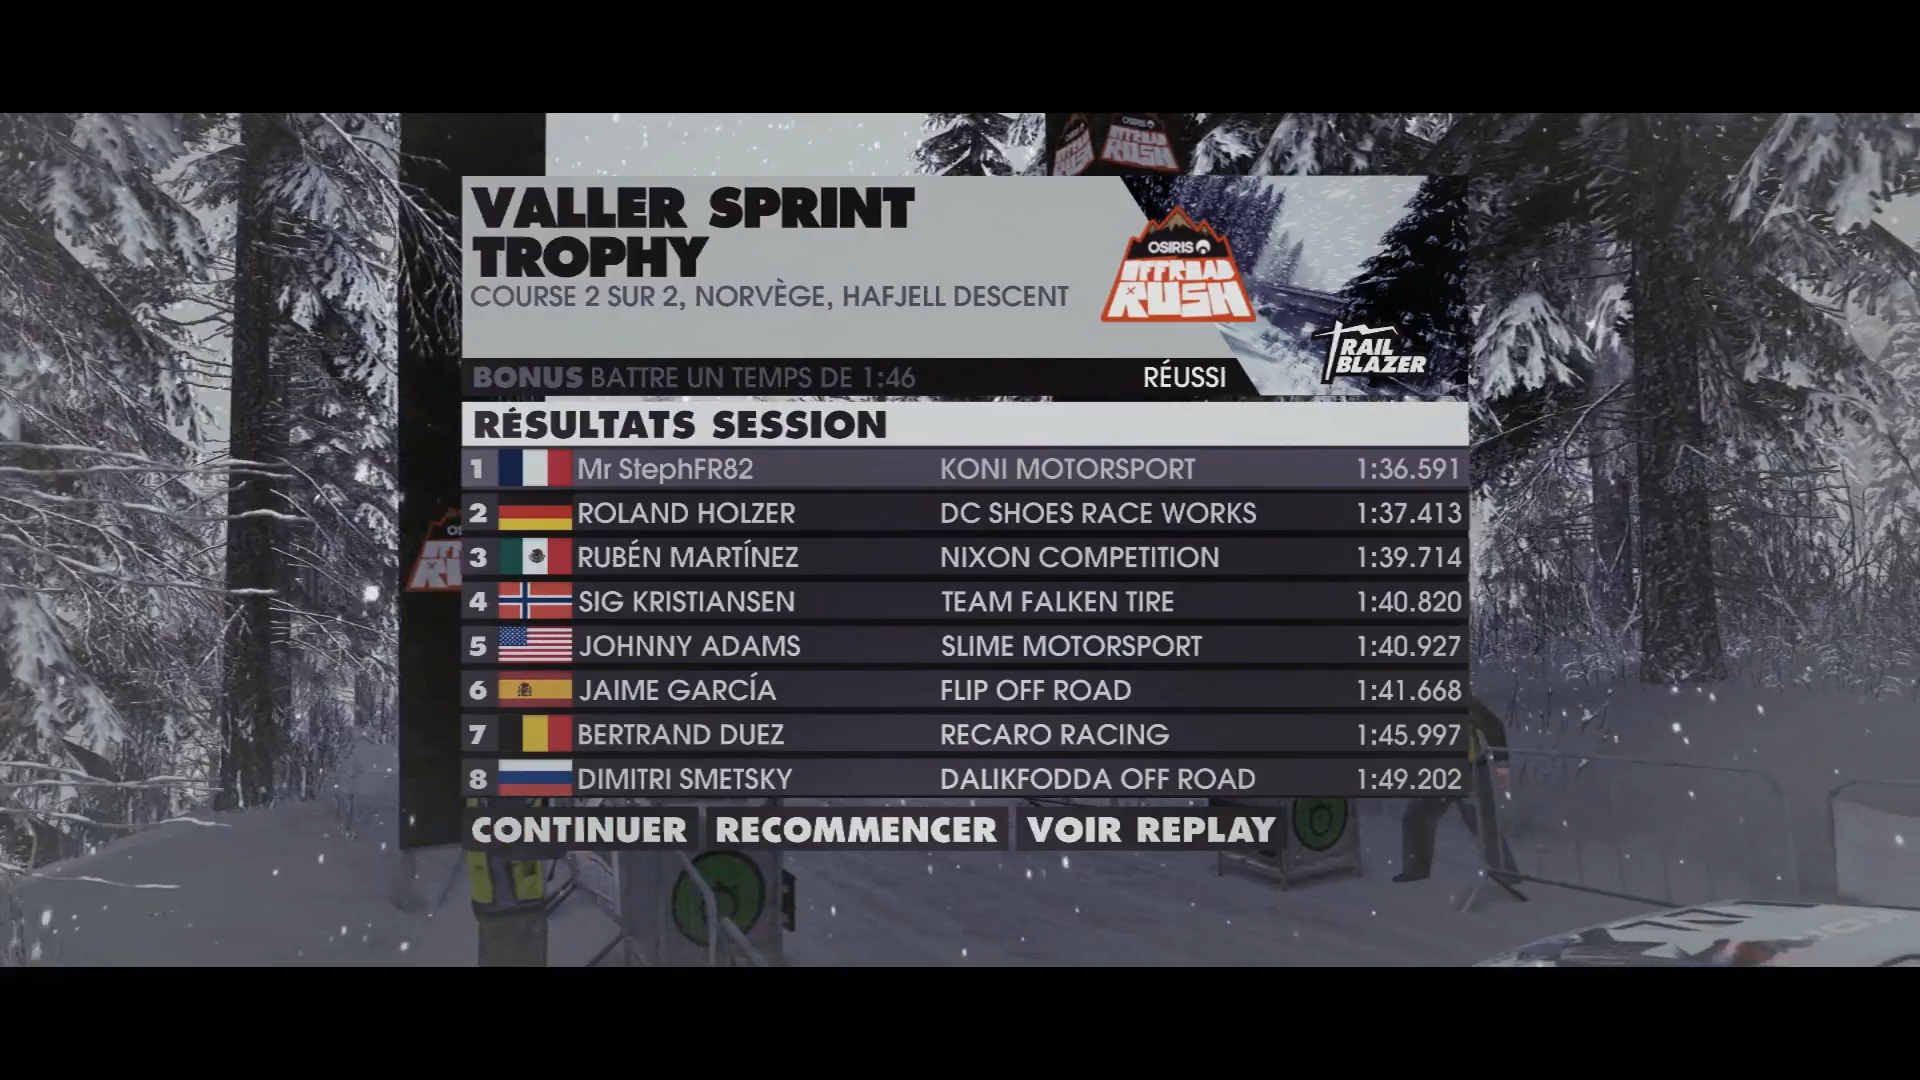 OSIRIS
OFFROAD
RUSH
VALLER SPRINT
TROPHY
COURSE 2 SUR 2, NORVÈGE, HAFJELL DESCENT
OSIRIS
OFFROAD
RUSH
TRAIL
BLAZER
BONUS BATTRE UN TEMPS DE 1:46 RÉUSSI
RÉSULTATS SESSION
1 Mr StephFR82 KONI MOTORSPORT 1:36.591
2 ROLAND HOLZER DC SHOES RACE WORKS 1:37.413
3 RUBÉN MARTÍNEZ NIXON COMPETITION 1:39.714
4 SIG KRISTIANSEN TEAM FALKEN TIRE 1:40.820
5 JOHNNY ADAMS SLIME MOTORSPORT 1:40.927
6 JAIME GARCÍA FLIP OFF ROAD 1:41.668
7 BERTRAND DUEZ RECARO RACING 1:45.997
8 DIMITRI SMETSKY DALIKFODDA OFF ROAD 1:49.202
CONTINUER RECOMMENCER VOIR REPLAY